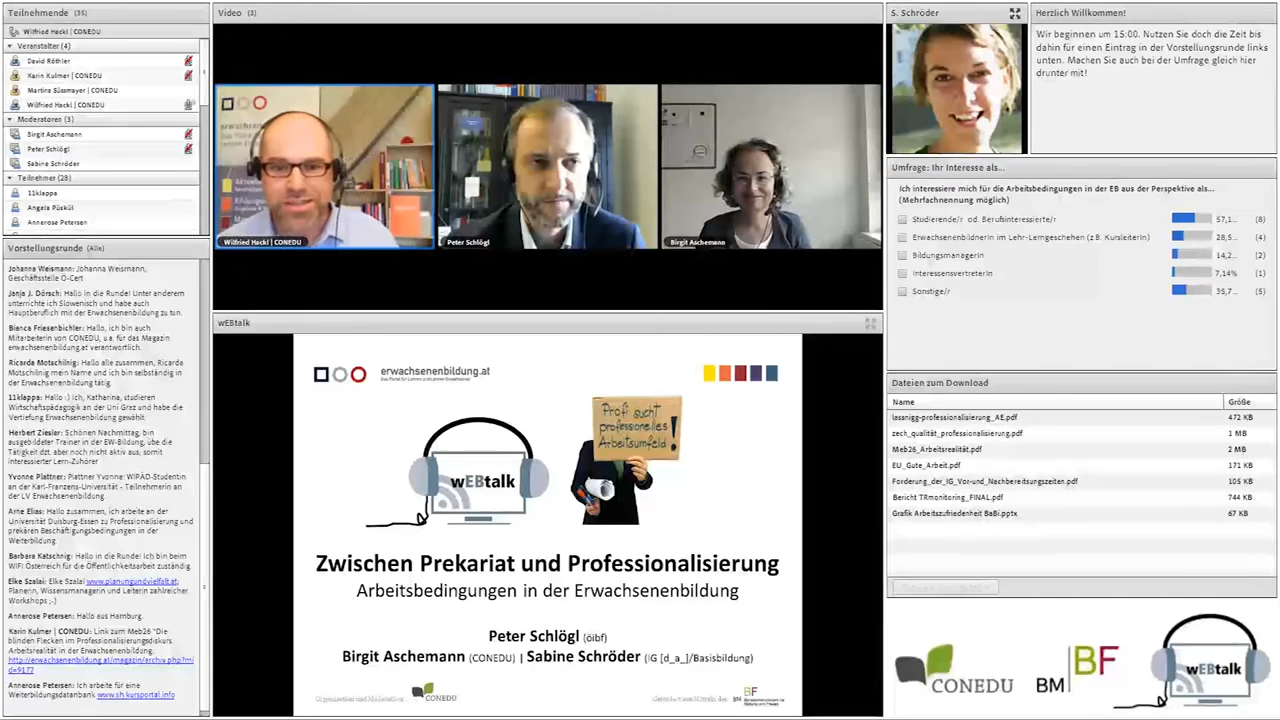 Teilnehmende (35)
Wilfried Hackl | CONEDU
Veranstalter (4)
David Röthler
Karin Kulmer | CONEDU
Martina Süssmayer | CONEDU
Wilfried Hackl | CONEDU
Moderatoren (3)
Birgit Aschemann
Peter Schlögl
Sabine Schröder
Teilnehmer (28)
11klappa
Angela Püskül
Annerose Petersen
Vorstellungsrunde (Alle)
Johanna Weismann: Johanna Weismann,
Geschäftsstelle Ö-Cert
Janja J. Dörsch: Hallo in die Runde! Unter anderem
unterrichte ich Slowenisch und habe auch
Hauptberuflich mit der Erwachsenenbildung zu tun.
Bianca Friesenbichler: Hallo, ich bin auch
Mitarbeiterin von CONEDU, u.a. für das Magazin
erwachsenenbildung.at verantwortlich.
Ricarda Motschilnig: Hallo alle zusammen, Ricarda
Motschilnig mein Name und ich bin selbständig in
der Erwachsenenbildung tätig.
11klappa: Hallo :-) Ich, Katharina, studieren
Wirtschaftspädagogik an der Uni Graz und habe die
Vertiefung Erwachsenenbildung gewählt.
Herbert Ziesler: Schönen Nachmittag, bin
ausgebildeter Trainer in der EW-Bildung, übe die
Tätigkeit dzt. aber noch nicht aktiv aus, somit
interessierter Lern-Zuhörer
Yvonne Plattner: Plattner Yvonne: WIPÄD-Studentin
an der Karl-Franzens-Universität - Teilnehmerin an
der LV Erwachsenenbildung
Arne Elias: Hallo zusammen, ich arbeite an der
Universität Duisburg-Essen zu Professionalisierung und
prekären Beschäftigungsbedingungen in der
Weiterbildung.
Barbara Katschnig: Hallo in die Runde! Ich bin beim
WIFI Österreich für die Öffentlichkeitsarbeit zuständig.
Elke Szalai: Elke Szalai www.planungundvielfalt.at;
Planerin, Wissensmanagerin und Leiterin zahlreicher
Workshops ;-)
Annerose Petersen: Hallo aus Hamburg.
Karin Kulmer | CONEDU: Link zum Meb26 "Die
blinden Flecken im Professionalisierungsdiskurs.
Arbeitsrealität in der Erwachsenenbildung:
http://erwachsenenbildung.at/magazin/archiv.php?mi
d=9177
Annerose Petersen: Ich arbeite für eine
Weiterbildungsdatenbank www.sh.kursportal.info
Video (3)
Wilfried Hackl | CONEDU
Peter Schlögl
Birgit Aschemann
wEBtalk
erwachsenenbildung.at
Profi sucht
professionelles
Arbeitsumfeld!
wEBtalk
Zwischen Prekariat und Professionalisierung
Arbeitsbedingungen in der Erwachsenenbildung
Peter Schlögl (öibf)
Birgit Aschemann (CONEDU) | Sabine Schröder (IG [d_a_]/Basisbildung)
Organisation und Moderation:
CONEDU
Gefördert aus Mitteln des
BM BF
S. Schröder
Herzlich Willkommen!
Wir beginnen um 15:00. Nutzen Sie doch die Zeit bis
dahin für einen Eintrag in der Vorstellungsrunde links
unten. Machen Sie auch bei der Umfrage gleich hier
drunter mit!
Umfrage: Ihr Interesse als...
Ich interessiere mich für die Arbeitsbedingungen in der EB aus der Perspektive als...
(Mehrfachnennung möglich)
Studierende/r od. Berufsinteressierte/r 57,1... (8)
ErwachsenenbildnerIn im Lehr-Lerngeschehen (z.B. KursleiterIn) 28,5... (4)
BildungsmanagerIn 14,2... (2)
InteressensvertreterIn 7,14% (1)
Sonstige/r 35,7... (5)
Dateien zum Download
Name Größe
lassnigg-professionalisierung_AE.pdf 472 KB
zech_qualität_professionalisierung.pdf 1 MB
Meb26_Arbeitsrealität.pdf 2 MB
EU_Gute_Arbeit.pdf 171 KB
Forderung_der_IG_Vor-und_Nachbereitungszeiten.pdf 105 KB
Bericht TRmonitoring_FINAL.pdf 744 KB
Grafik Arbeitszufriedenheit BaBi.pptx 67 KB
CONEDU
BM BF
wEBtalk